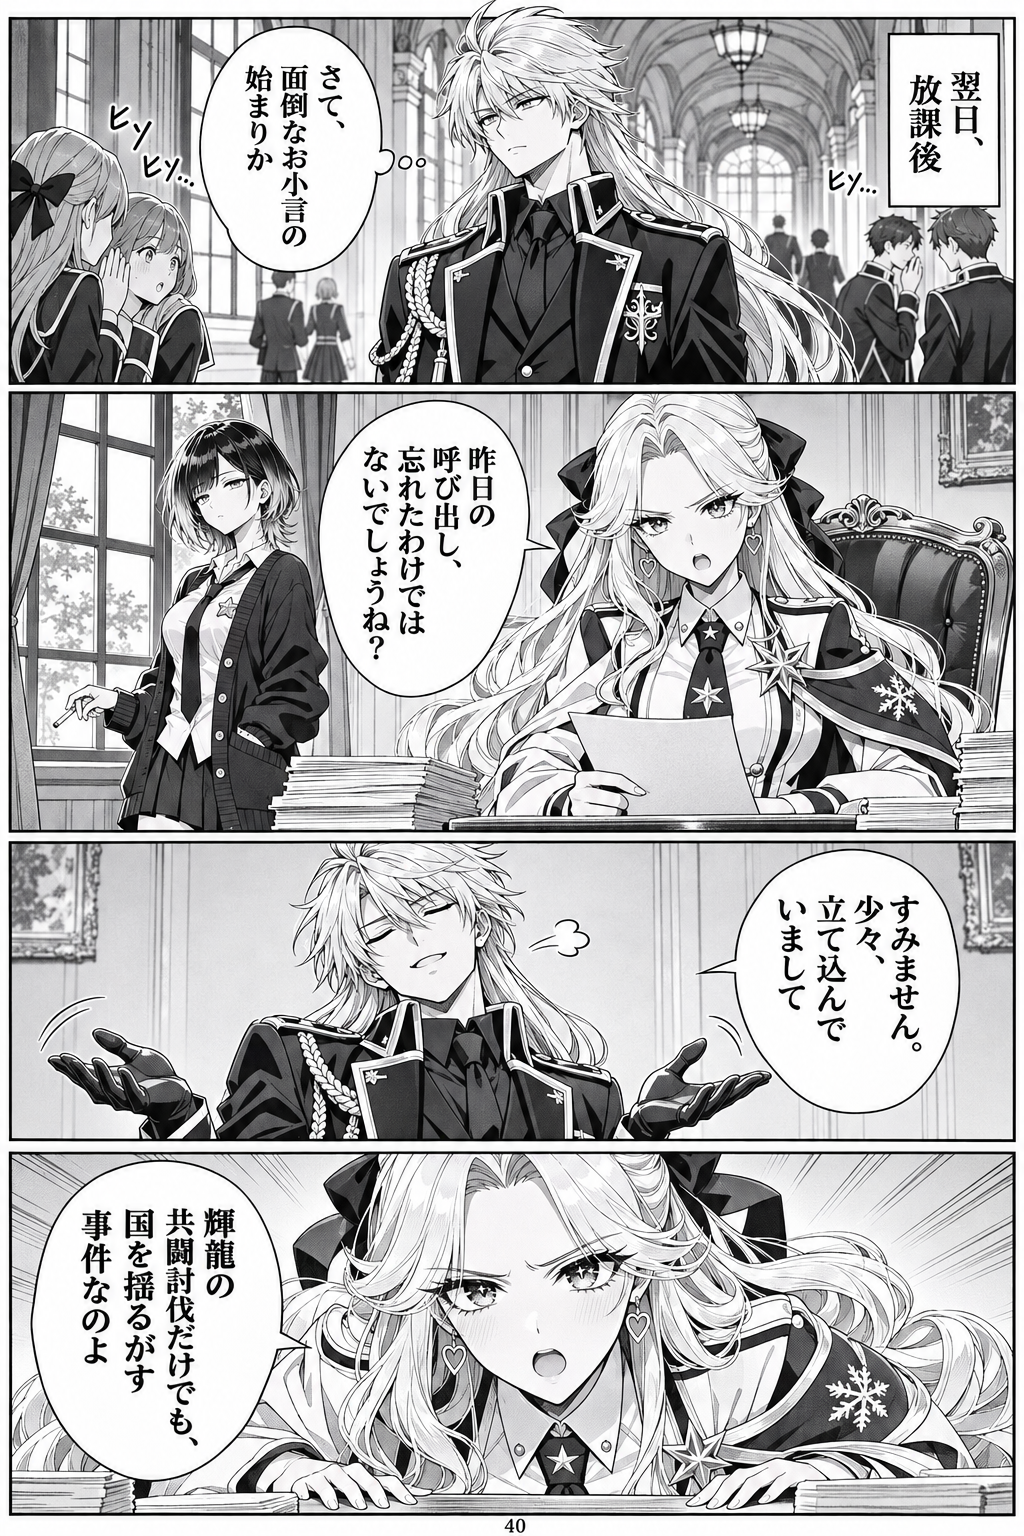 翌日、
放課後
ヒソ…
さて、
面倒なお小言の
始まりか
ヒソ
ヒソ…
昨日の
呼び出し、
忘れたわけでは
ないでしょうね？
すみません。
少々、
立て込んで
いまして
輝龍の
共闘討伐だけでも、
国を揺るがす
事件なのよ
40